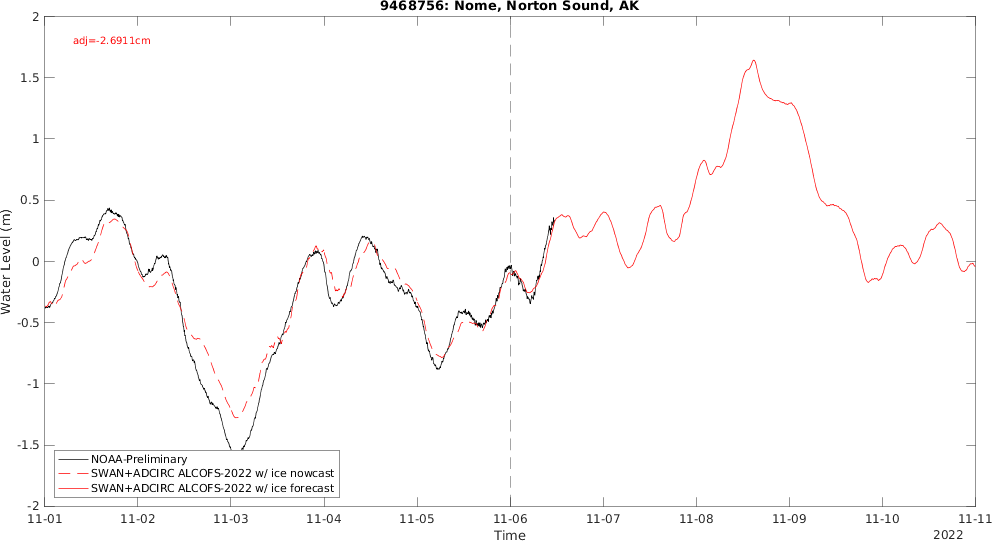 9468756: Nome, Norton Sound, AK
adj=-2.6911cm
Water Level (m)
2
1.5
1
0.5
0
-0.5
-1
-1.5
-2
NOAA-Preliminary
SWAN+ADCIRC ALCOFS-2022 w/ ice nowcast
SWAN+ADCIRC ALCOFS-2022 w/ ice forecast
11-01 11-02 11-03 11-04 11-05 11-06 11-07 11-08 11-09 11-10 11-11
Time
2022